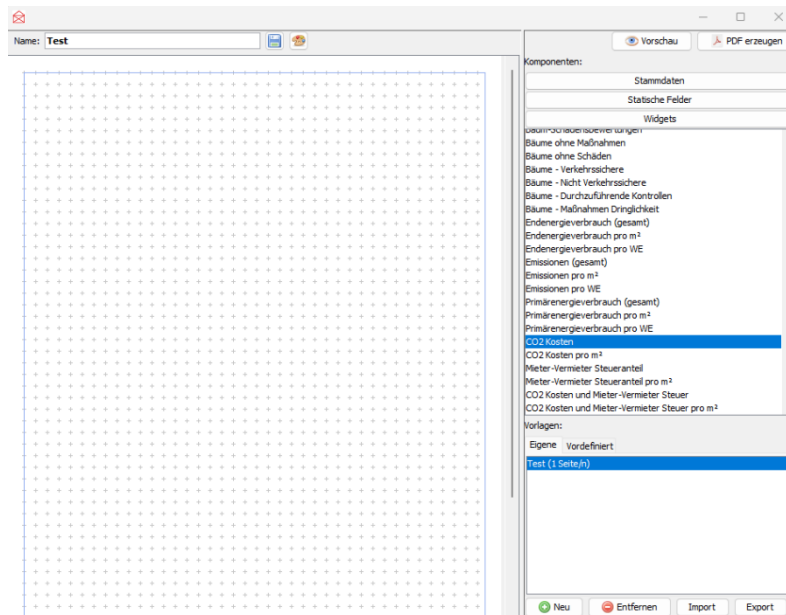 Name: Test
Vorschau
PDF erzeugen
Komponenten:
Stammdaten
Statische Felder
Widgets
Baum-Schadensbewertungen
Bäume ohne Maßnahmen
Bäume ohne Schäden
Bäume - Verkehrssichere
Bäume - Nicht Verkehrssichere
Bäume - Durchzuführende Kontrollen
Bäume - Maßnahmen Dringlichkeit
Endenergieverbrauch (gesamt)
Endenergieverbrauch pro m²
Endenergieverbrauch pro WE
Emissionen (gesamt)
Emissionen pro m²
Emissionen pro WE
Primärenergieverbrauch (gesamt)
Primärenergieverbrauch pro m²
Primärenergieverbrauch pro WE
CO2 Kosten
CO2 Kosten pro m²
Mieter-Vermieter Steueranteil
Mieter-Vermieter Steueranteil pro m²
CO2 Kosten und Mieter-Vermieter Steuer
CO2 Kosten und Mieter-Vermieter Steuer pro m²
Vorlagen:
Eigene Vordefiniert
Test (1 Seite/n)
Neu Entfernen Import Export